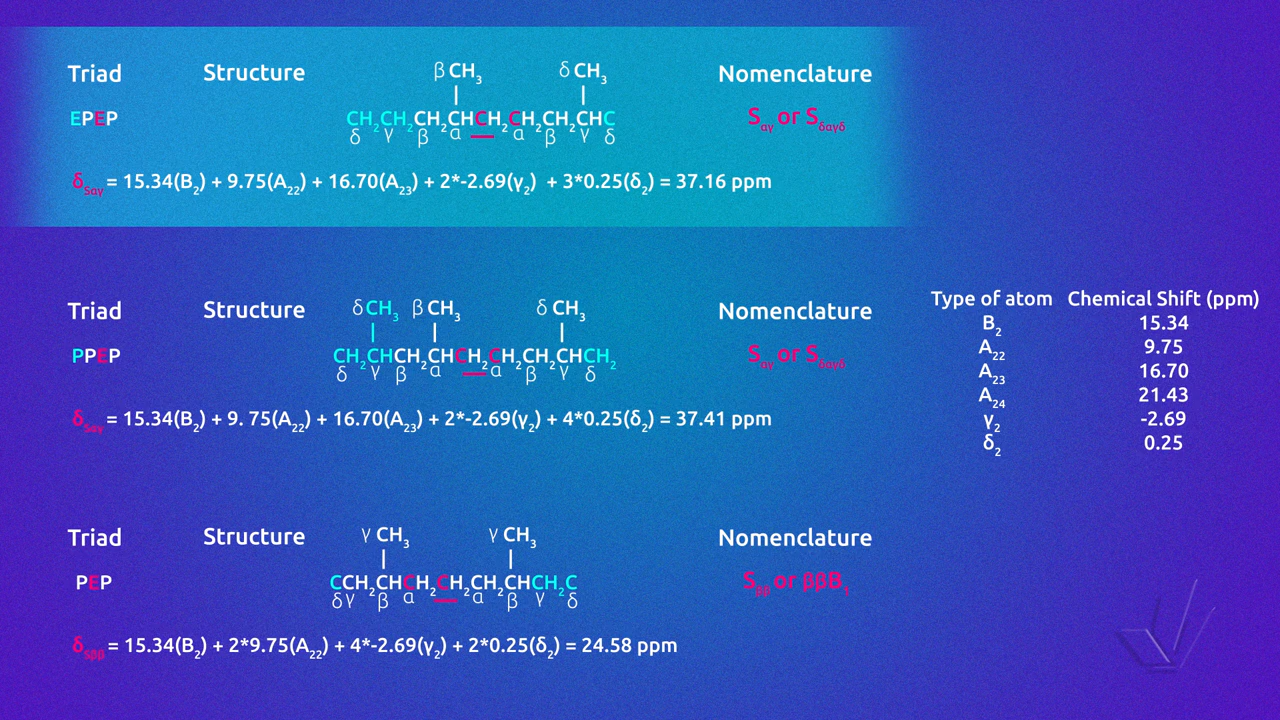 Triad Structure β CH₃ δ CH₃ Nomenclature
EPEP CH₂CH₂CH₂CHCH₂CH₂CH₂CHC Sαγ or Sδαγδ
δ γ β α α β γ δ
δSαγ = 15.34(B₂) + 9.75(A₂₂) + 16.70(A₂₃) + 2*-2.69(γ₂) + 3*0.25(δ₂) = 37.16 ppm
Triad Structure δ CH₃ β CH₃ δ CH₃ Nomenclature
PPEP CH₂CHCH₂CHCH₂CH₂CH₂CHCH₂ Sαγ or Sδαγδ
δ γ β α α β γ δ
δSαγ = 15.34(B₂) + 9. 75(A₂₂) + 16.70(A₂₃) + 2*-2.69(γ₂) + 4*0.25(δ₂) = 37.41 ppm
Type of atom Chemical Shift (ppm)
B₂ 15.34
A₂₂ 9.75
A₂₃ 16.70
A₂₄ 21.43
γ₂ -2.69
δ₂ 0.25
Triad Structure γ CH₃ γ CH₃ Nomenclature
PEP CCH₂CHCH₂CH₂CH₂CHCH₂C Sββ or ββB₁
δ γ β α α β γ δ
δSββ = 15.34(B₂) + 2*9.75(A₂₂) + 4*-2.69(γ₂) + 2*0.25(δ₂) = 24.58 ppm